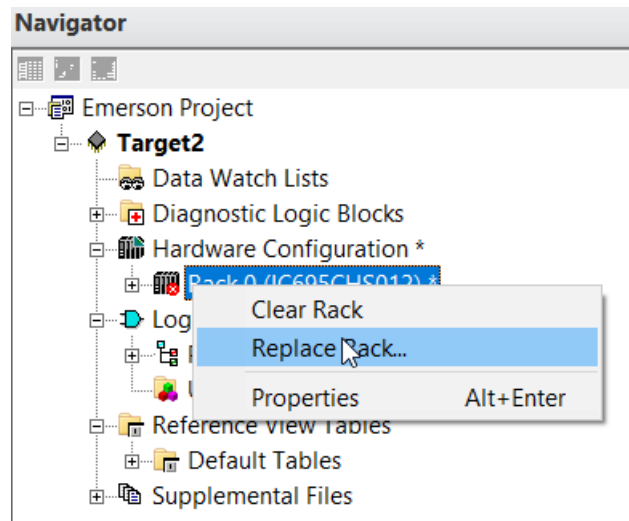 Navigator
Emerson Project
Target2
Data Watch Lists
Diagnostic Logic Blocks
Hardware Configuration *
Rack 0 (IC695CHS012) *
Clear Rack
Log
Replace Rack...
Properties Alt+Enter
Reference View Tables
Default Tables
Supplemental Files